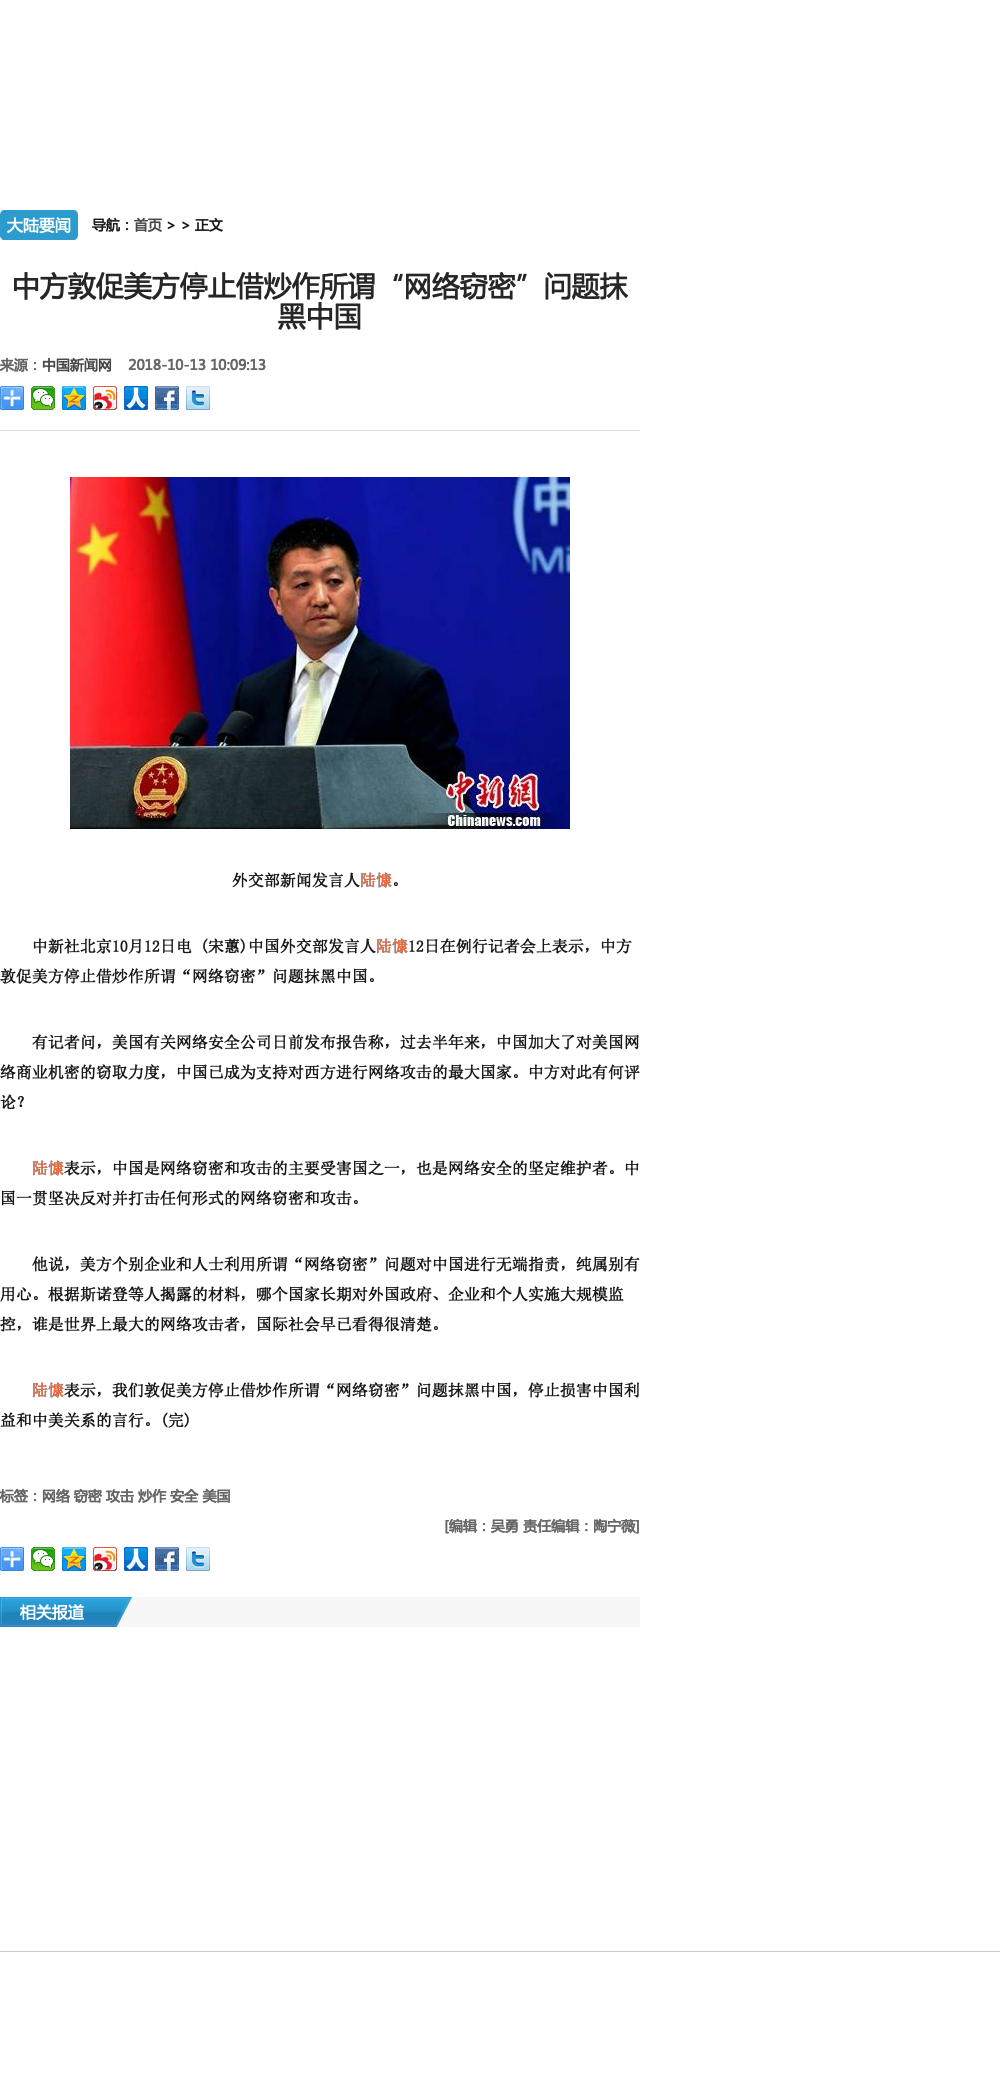 大陆要闻 导航：首页 > > 正文
中方敦促美方停止借炒作所谓“网络窃密”问题抹
黑中国
来源：中国新闻网 2018-10-13 10:09:13
中
Mi
中新網
Chinanews.com
外交部新闻发言人陆慷。
中新社北京10月12日电 (宋蕙)中国外交部发言人陆慷12日在例行记者会上表示，中方
敦促美方停止借炒作所谓“网络窃密”问题抹黑中国。
有记者问，美国有关网络安全公司日前发布报告称，过去半年来，中国加大了对美国网
络商业机密的窃取力度，中国已成为支持对西方进行网络攻击的最大国家。中方对此有何评
论？
陆慷表示，中国是网络窃密和攻击的主要受害国之一，也是网络安全的坚定维护者。中
国一贯坚决反对并打击任何形式的网络窃密和攻击。
他说，美方个别企业和人士利用所谓“网络窃密”问题对中国进行无端指责，纯属别有
用心。根据斯诺登等人揭露的材料，哪个国家长期对外国政府、企业和个人实施大规模监
控，谁是世界上最大的网络攻击者，国际社会早已看得很清楚。
陆慷表示，我们敦促美方停止借炒作所谓“网络窃密”问题抹黑中国，停止损害中国利
益和中美关系的言行。(完)
标签：网络 窃密 攻击 炒作 安全 美国
[编辑：吴勇 责任编辑：陶宁薇]
相关报道